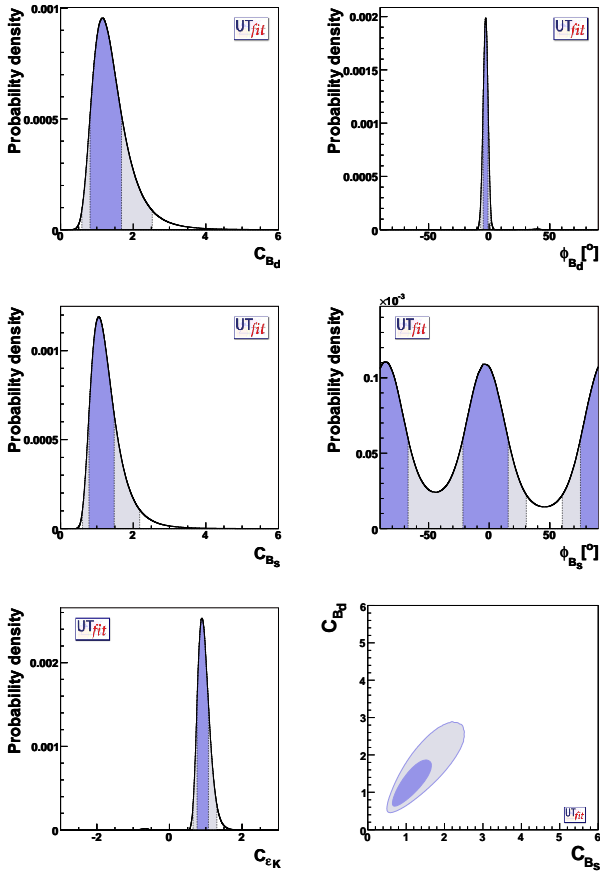 Probability density
0.001
0.0005
0
0 2 4 6
C_{B_d}
UTfit
Probability density
0.002
0.0015
0.001
0.0005
0
-50 0 50
ϕ_{B_d}[°]
UTfit
Probability density
0.001
0.0005
0
0 2 4 6
C_{B_s}
UTfit
×10^{-3}
Probability density
0.1
0.05
0
-50 0 50
ϕ_{B_s}[°]
UTfit
Probability density
0.002
0.001
0
-2 0 2
C_{ε_K}
UTfit
C_{B_d}
6
5
4
3
2
1
0
0 1 2 3 4 5 6
C_{B_s}
UTfit